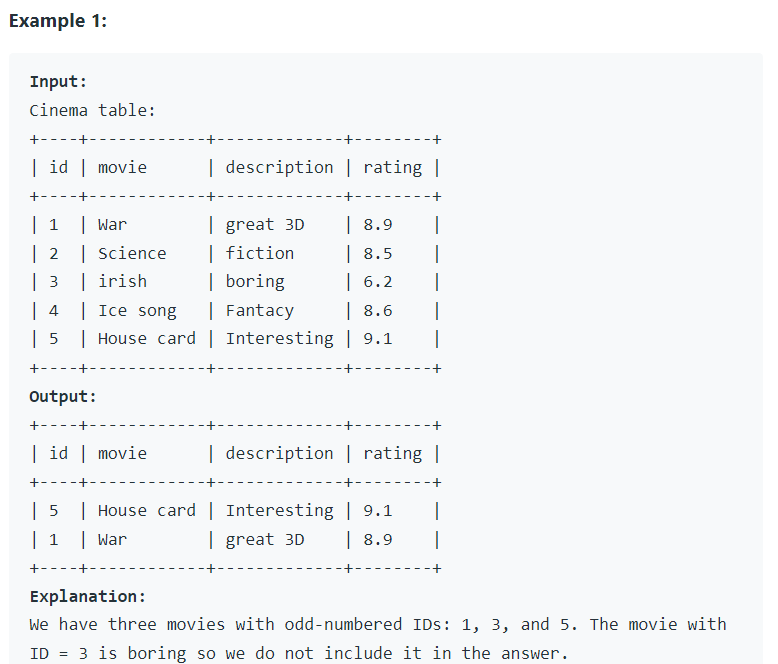 Example 1:
Input:
Cinema table:
+----+------------+-------------+--------+
| id | movie      | description | rating |
+----+------------+-------------+--------+
| 1  | War        | great 3D    | 8.9    |
| 2  | Science    | fiction     | 8.5    |
| 3  | irish      | boring      | 6.2    |
| 4  | Ice song   | Fantacy     | 8.6    |
| 5  | House card | Interesting | 9.1    |
+----+------------+-------------+--------+
Output:
+----+------------+-------------+--------+
| id | movie      | description | rating |
+----+------------+-------------+--------+
| 5  | House card | Interesting | 9.1    |
| 1  | War        | great 3D    | 8.9    |
+----+------------+-------------+--------+
Explanation:
We have three movies with odd-numbered IDs: 1, 3, and 5. The movie with
ID = 3 is boring so we do not include it in the answer.